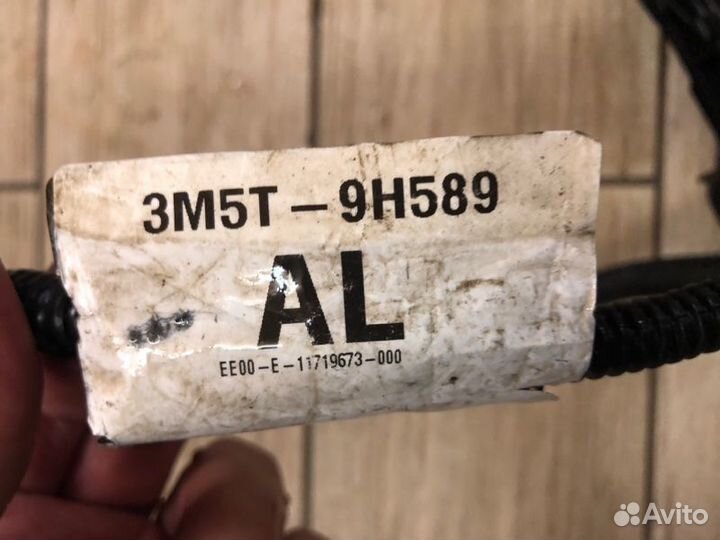 3M5T – 9H589
AL
EE00-E-11719673-000
Avito